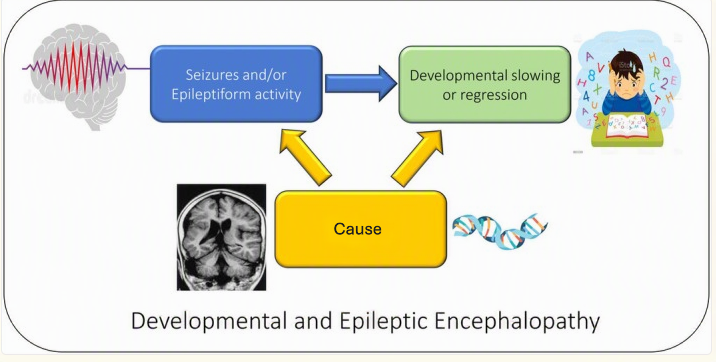 Seizures and/or
Epileptiform activity
Developmental slowing
or regression
Cause
Developmental and Epileptic Encephalopathy